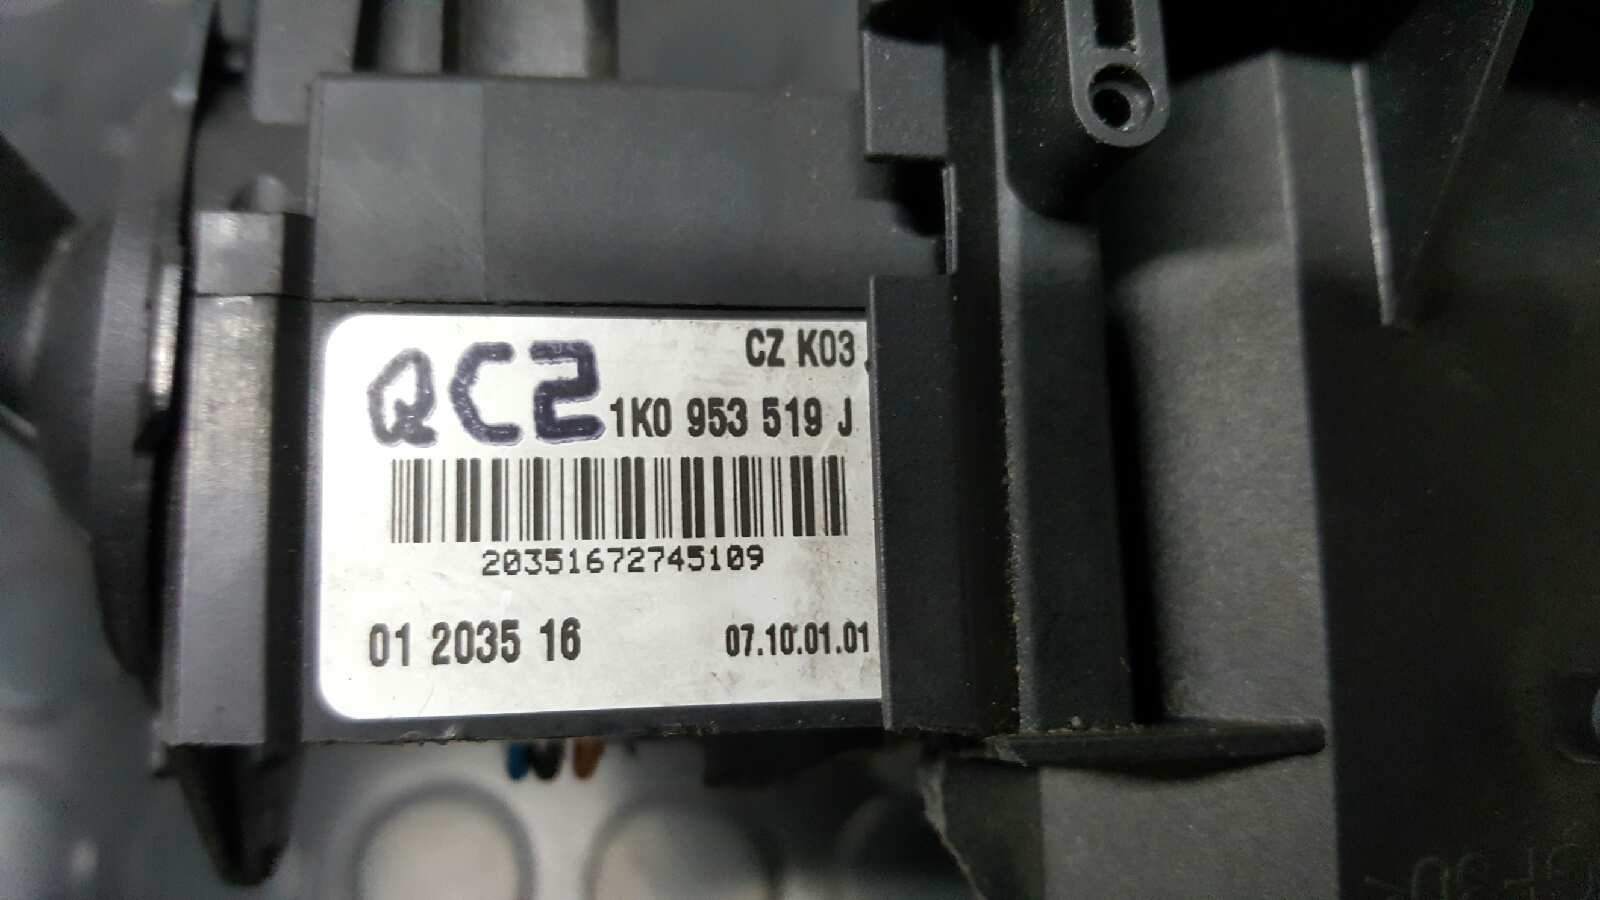 CZ K03
QC2
1K0 953 519 J
20351672745109
01 2035 16
07.10.01.01